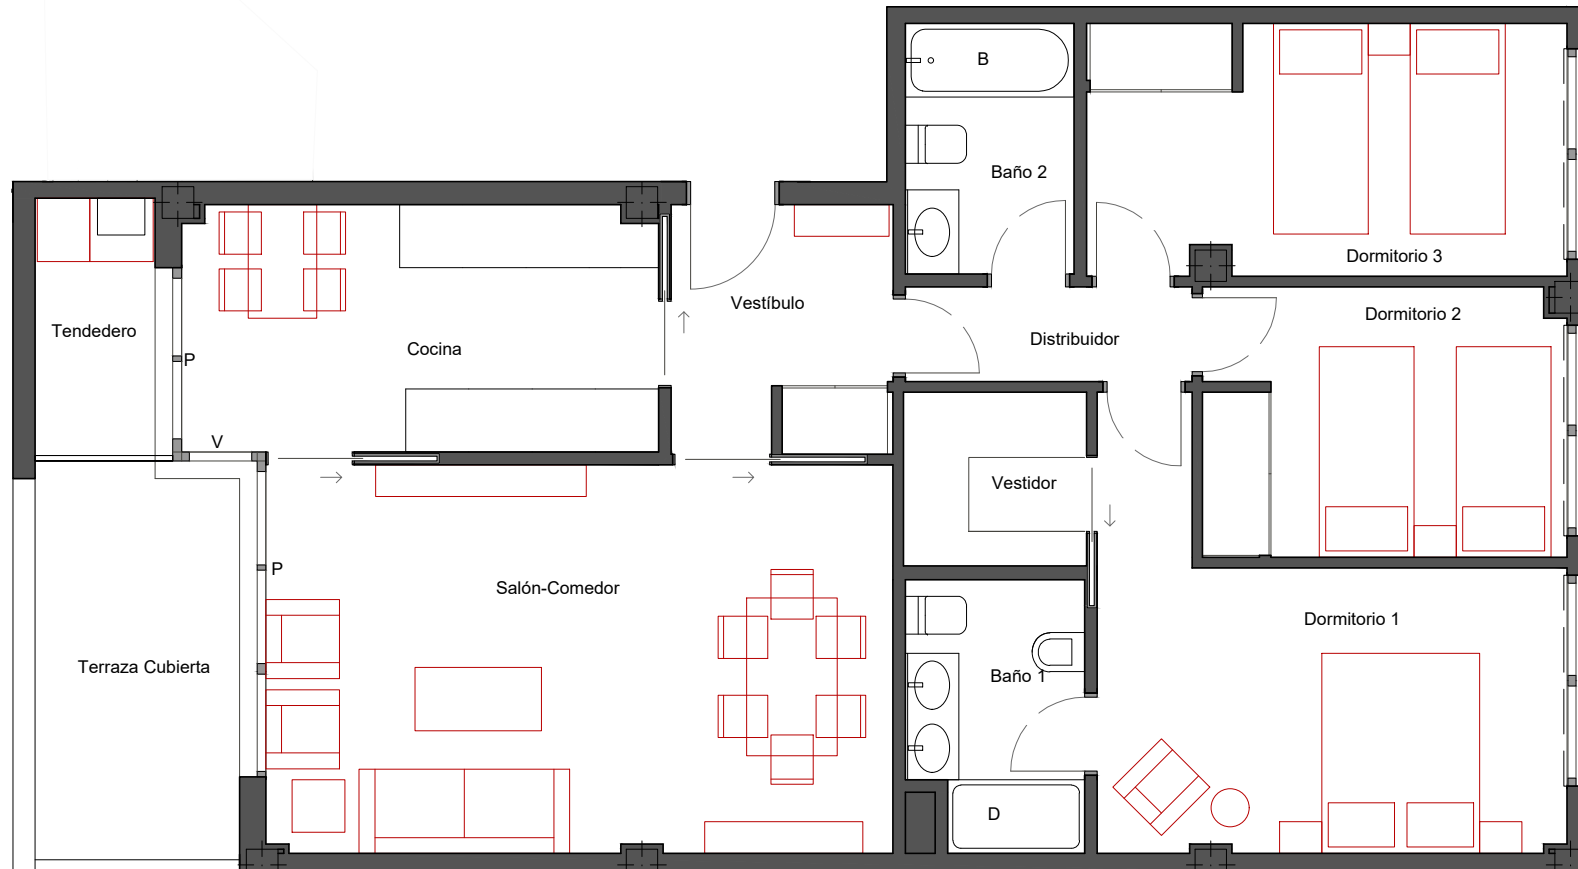 B
Baño 2
Dormitorio 3
Vestíbulo
Dormitorio 2
Tendedero
Distribuidor
Cocina
P
V
Vestidor
P
Salón-Comedor
Dormitorio 1
Terraza Cubierta
Baño 1
D